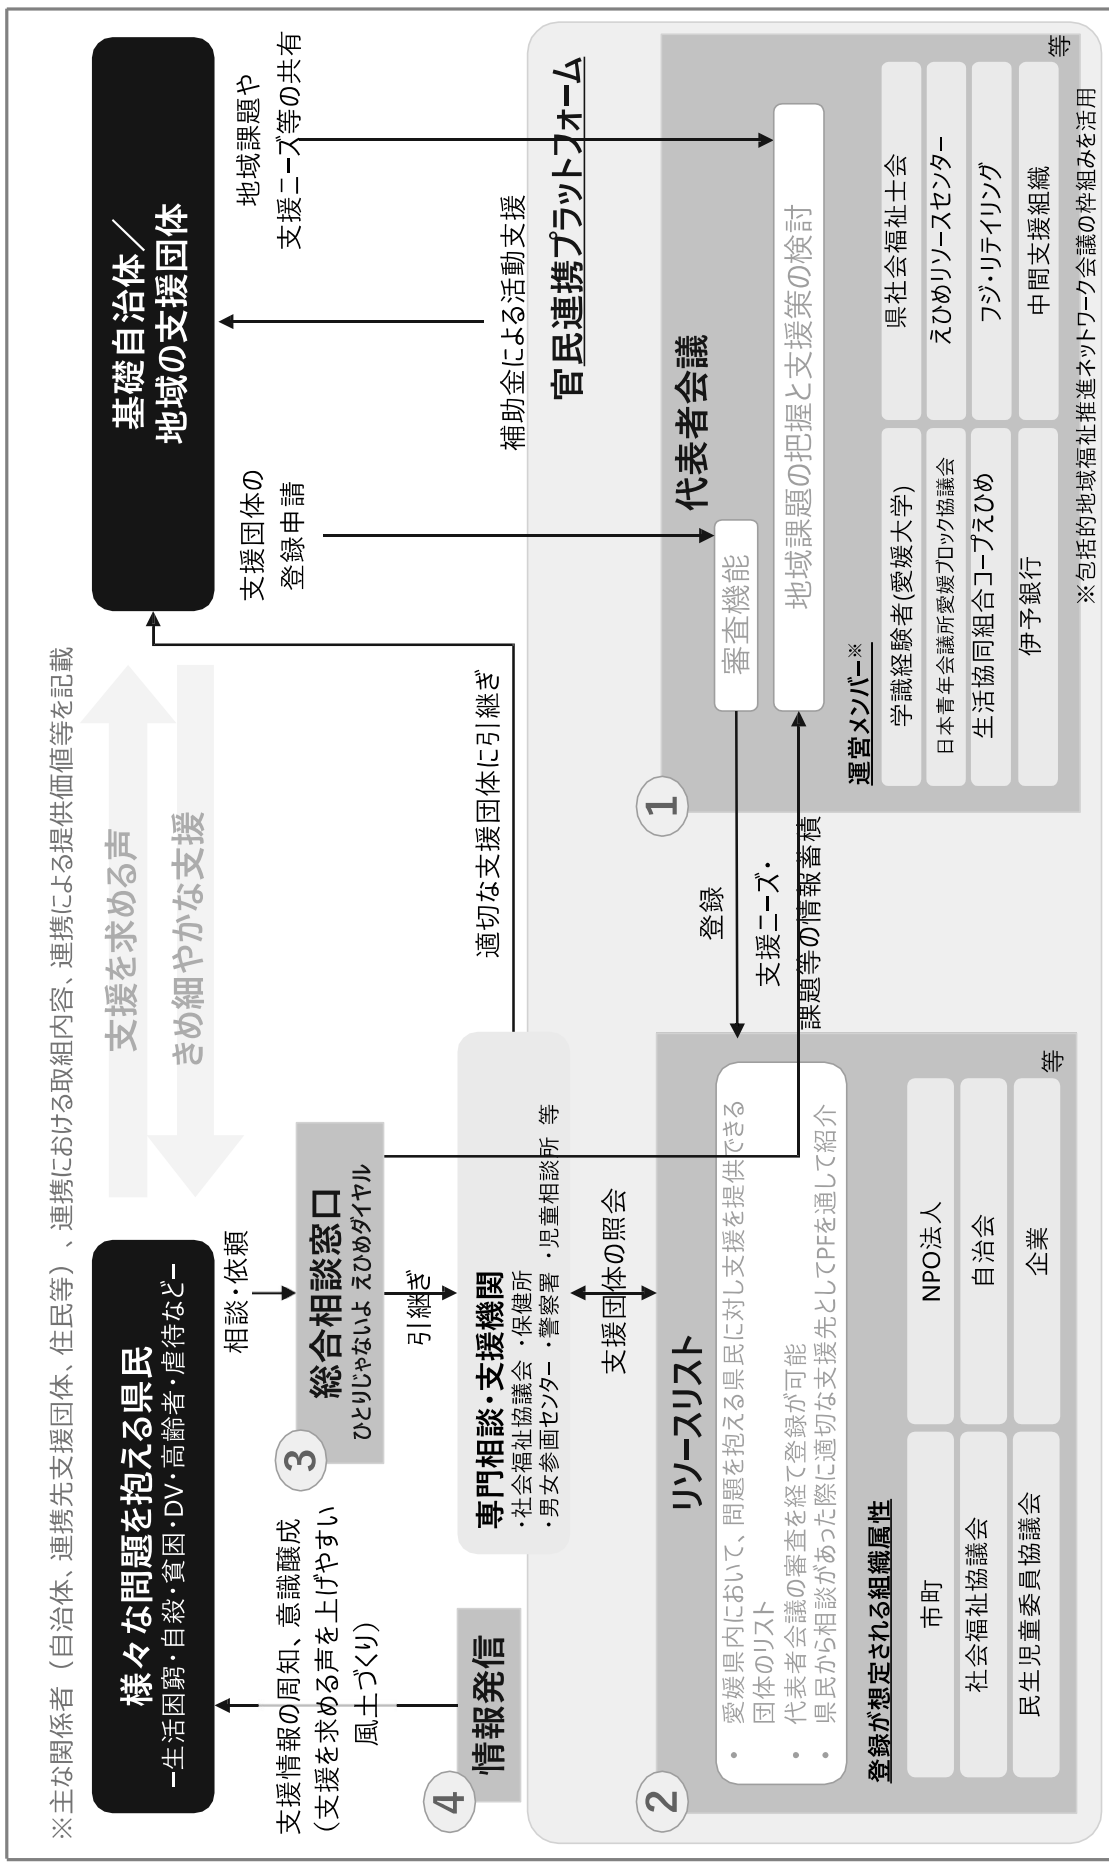 ※主な関係者（自治体、連携先支援団体、住民等）、連携における取組内容、連携による提供価値等を記載
様々な問題を抱える県民
ー生活困窮・自殺・貧困・DV・高齢者・虐待などー
支援を求める声
きめ細やかな支援
基礎自治体／
地域の支援団体
相談・依頼
支援情報の周知、意識醸成
（支援を求める声を上げやすい
風土づくり）
3
総合相談窓口
ひとりじゃないよ えひめダイヤル
引継ぎ
支援団体の
登録申請
地域課題や
支援ニーズ等の共有
補助金による活動支援
適切な支援団体に引継ぎ
4
情報発信
専門相談・支援機関
・社会福祉協議会 ・保健所
・男女参画センター ・警察署 ・児童相談所 等
支援団体の照会
官民連携プラットフォーム
2
リソースリスト
• 愛媛県内において、問題を抱える県民に対し支援を提供できる
団体のリスト
• 代表者会議の審査を経て登録が可能
• 県民から相談があった際に適切な支援先としてPFを通して紹介
登録が想定される組織属性
市町
NPO法人
社会福祉協議会
自治会
民生児童委員協議会
企業
等
登録
支援ニーズ・
課題等の情報蓄積
1
代表者会議
審査機能
地域課題の把握と支援策の検討
運営メンバー※
学識経験者(愛媛大学)
県社会福祉士会
日本青年会議所愛媛ブロック協議会
えひめリソースセンター
生活協同組合コープえひめ
フジ・リテイリング
伊予銀行
中間支援組織
等
※包括的地域福祉推進ネットワーク会議の枠組みを活用